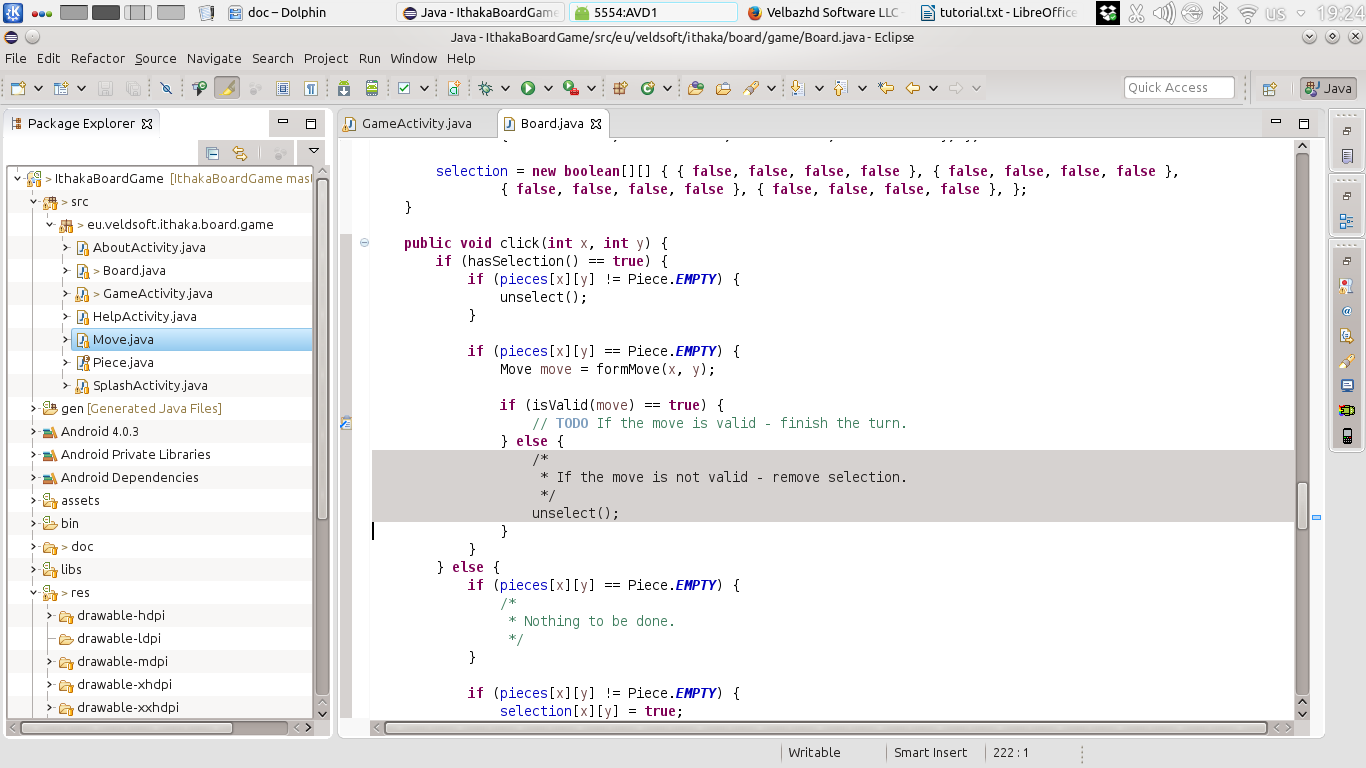 doc – Dolphin
Java - IthakaBoardGame
5554:AVD1
Velbazhd Software LLC
tutorial.txt - LibreOffice
us
19:24
Java - IthakaBoardGame/src/eu/veldsoft/ithaka/board/game/Board.java - Eclipse
File Edit Refactor Source Navigate Search Project Run Window Help
Quick Access
Java
Package Explorer
GameActivity.java
Board.java
> IthakaBoardGame [IthakaBoardGame mast
> src
> eu.veldsoft.ithaka.board.game
AboutActivity.java
> Board.java
> GameActivity.java
HelpActivity.java
Move.java
Piece.java
SplashActivity.java
gen [Generated Java Files]
Android 4.0.3
Android Private Libraries
Android Dependencies
assets
bin
> doc
libs
> res
drawable-hdpi
drawable-ldpi
drawable-mdpi
drawable-xhdpi
drawable-xxhdpi
selection = new boolean[][] { { false, false, false, false }, { false, false, false, false },
{ false, false, false, false }, { false, false, false, false }, };
}
public void click(int x, int y) {
if (hasSelection() == true) {
if (pieces[x][y] != Piece.EMPTY) {
unselect();
}
if (pieces[x][y] == Piece.EMPTY) {
Move move = formMove(x, y);
if (isValid(move) == true) {
// TODO If the move is valid - finish the turn.
} else {
/*
* If the move is not valid - remove selection.
*/
unselect();
}
}
} else {
if (pieces[x][y] == Piece.EMPTY) {
/*
* Nothing to be done.
*/
}
if (pieces[x][y] != Piece.EMPTY) {
selection[x][y] = true;
Writable
Smart Insert
222 : 1